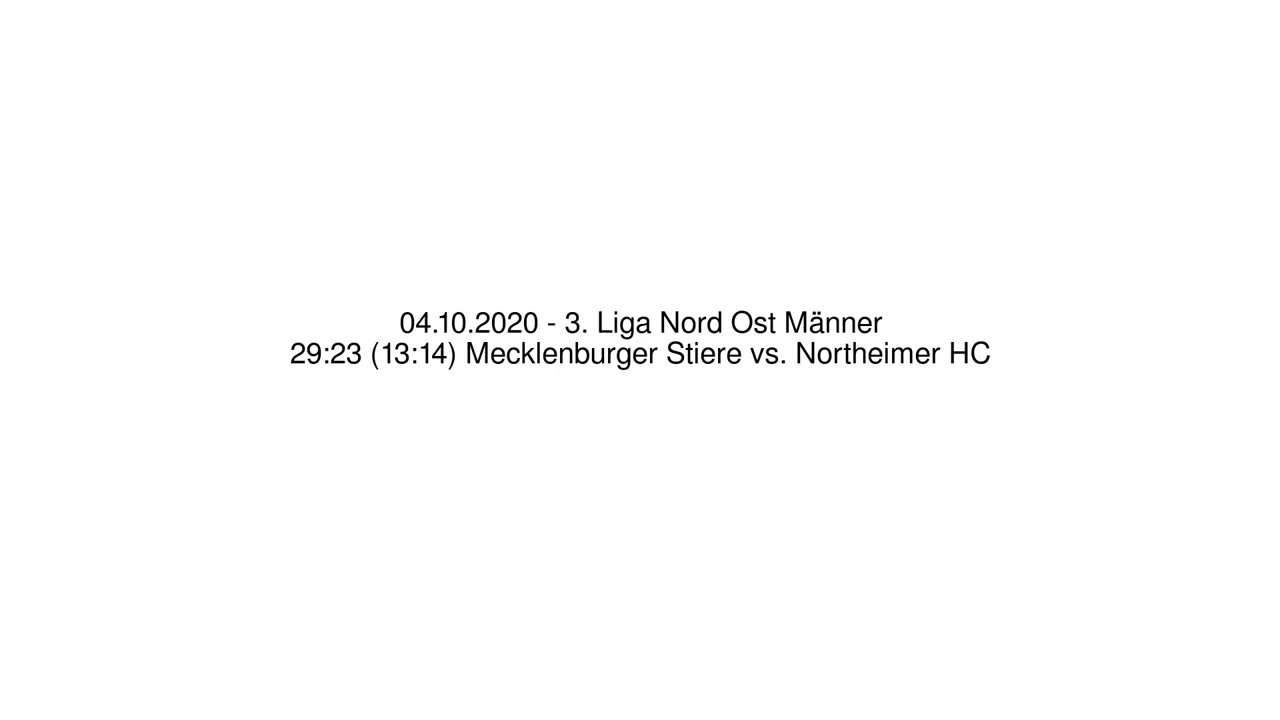 04.10.2020 - 3. Liga Nord Ost Männer
29:23 (13:14) Mecklenburger Stiere vs. Northeimer HC